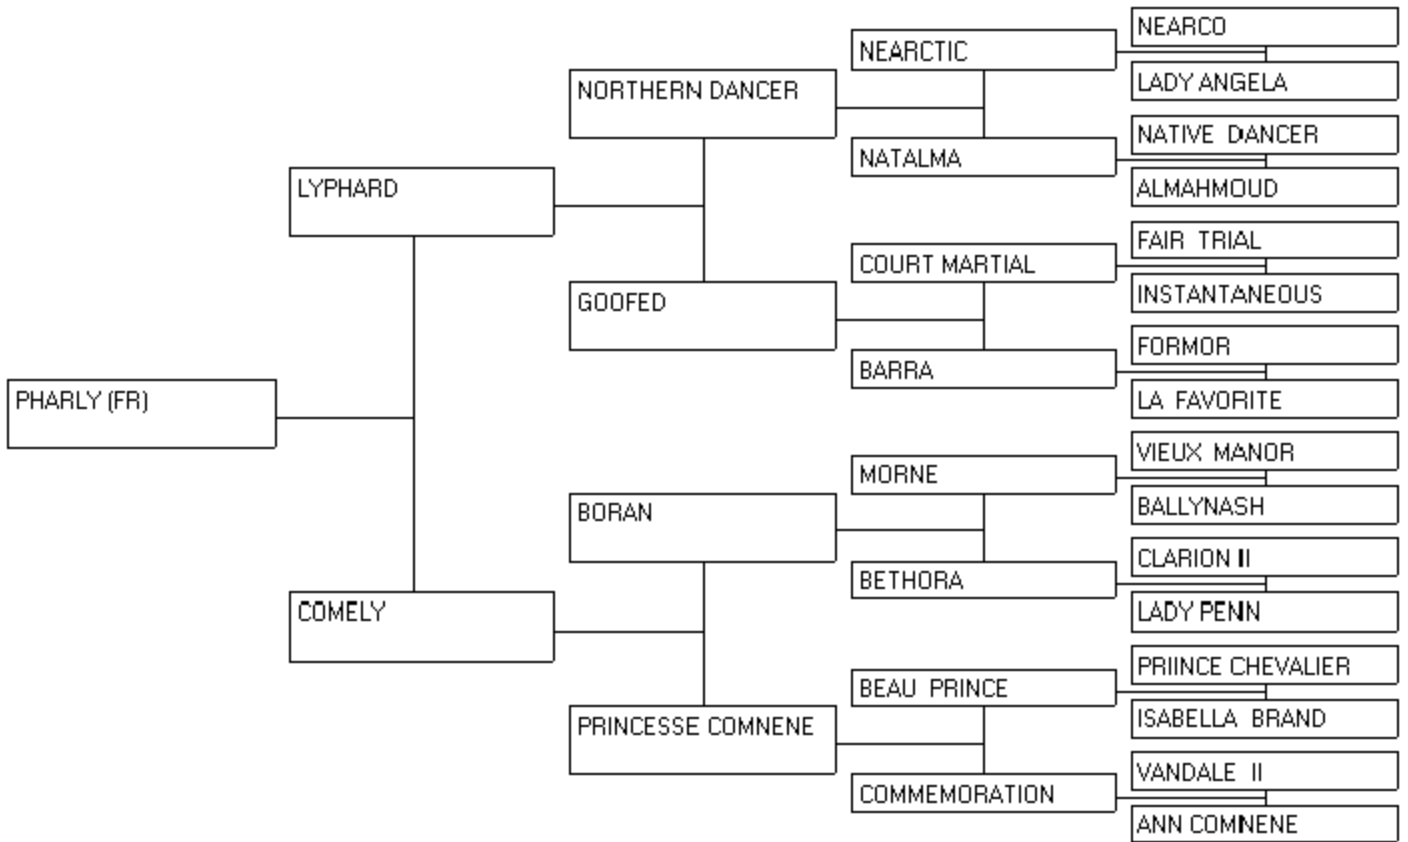 NEARCO
NEARCTIC
LADY ANGELA
NORTHERN DANCER
NATIVE DANCER
NATALMA
ALMAHMOUD
LYPHARD
FAIR TRIAL
COURT MARTIAL
INSTANTANEOUS
GOOFED
FORMOR
BARRA
LA FAVORITE
PHARLY (FR)
VIEUX MANOR
MORNE
BALLYNASH
BORAN
CLARION II
BETHORA
LADY PENN
COMELY
PRIINCE CHEVALIER
BEAU PRINCE
ISABELLA BRAND
PRINCESSE COMNENE
VANDALE II
COMMEMORATION
ANN COMNENE